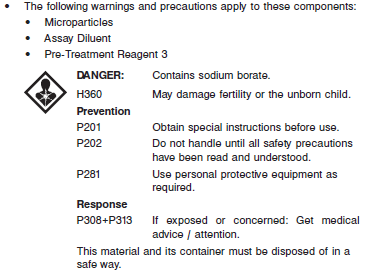 • The following warnings and precautions apply to these components:
• Microparticles
• Assay Diluent
• Pre-Treatment Reagent 3
DANGER: Contains sodium borate.
H360 May damage fertility or the unborn child.
Prevention
P201 Obtain special instructions before use.
P202 Do not handle until all safety precautions
have been read and understood.
P281 Use personal protective equipment as
required.
Response
P308+P313 If exposed or concerned: Get medical
advice / attention.
This material and its container must be disposed of in a
safe way.